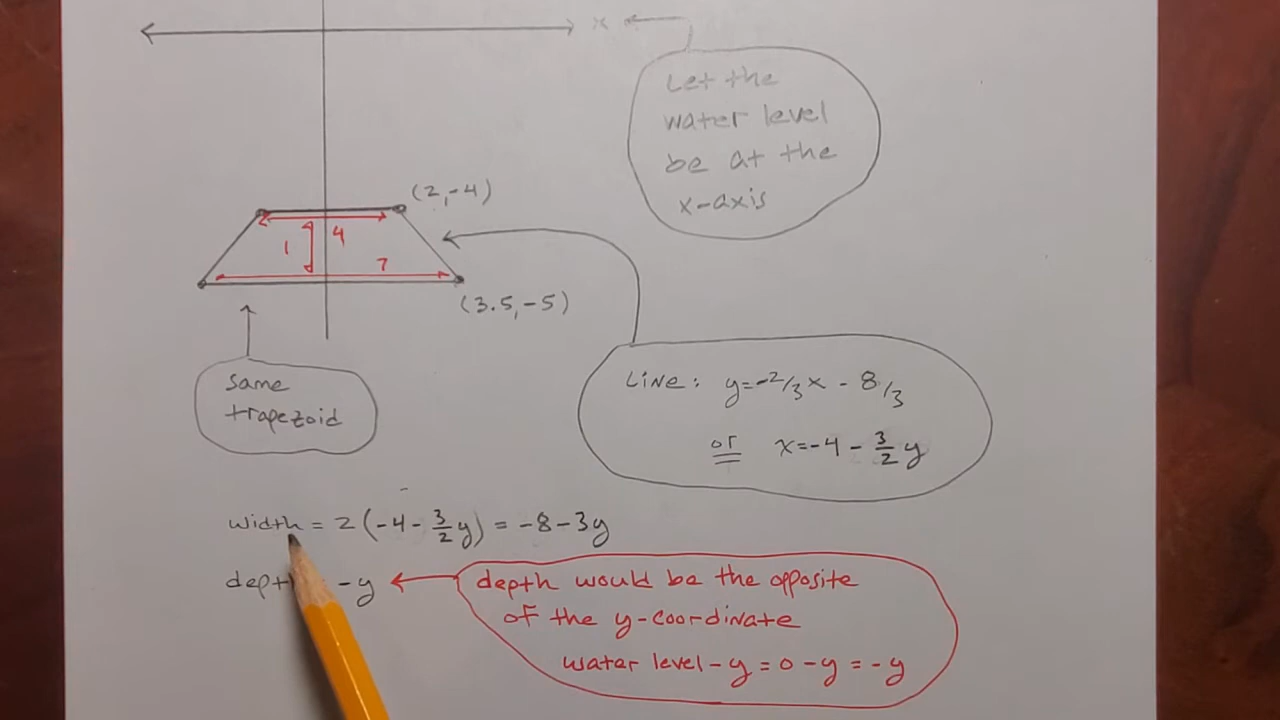 x
Let the
water level
be at the
x-axis
(2,-4)
1
4
7
(3.5,-5)
same
trapezoid
Line: y=-2/3x - 8/3
or x=-4 - 3/2 y
width = 2(-4 - 3/2 y) = -8-3y
-y
depth would be the opposite
of the y-coordinate
water level - y = 0 - y = -y